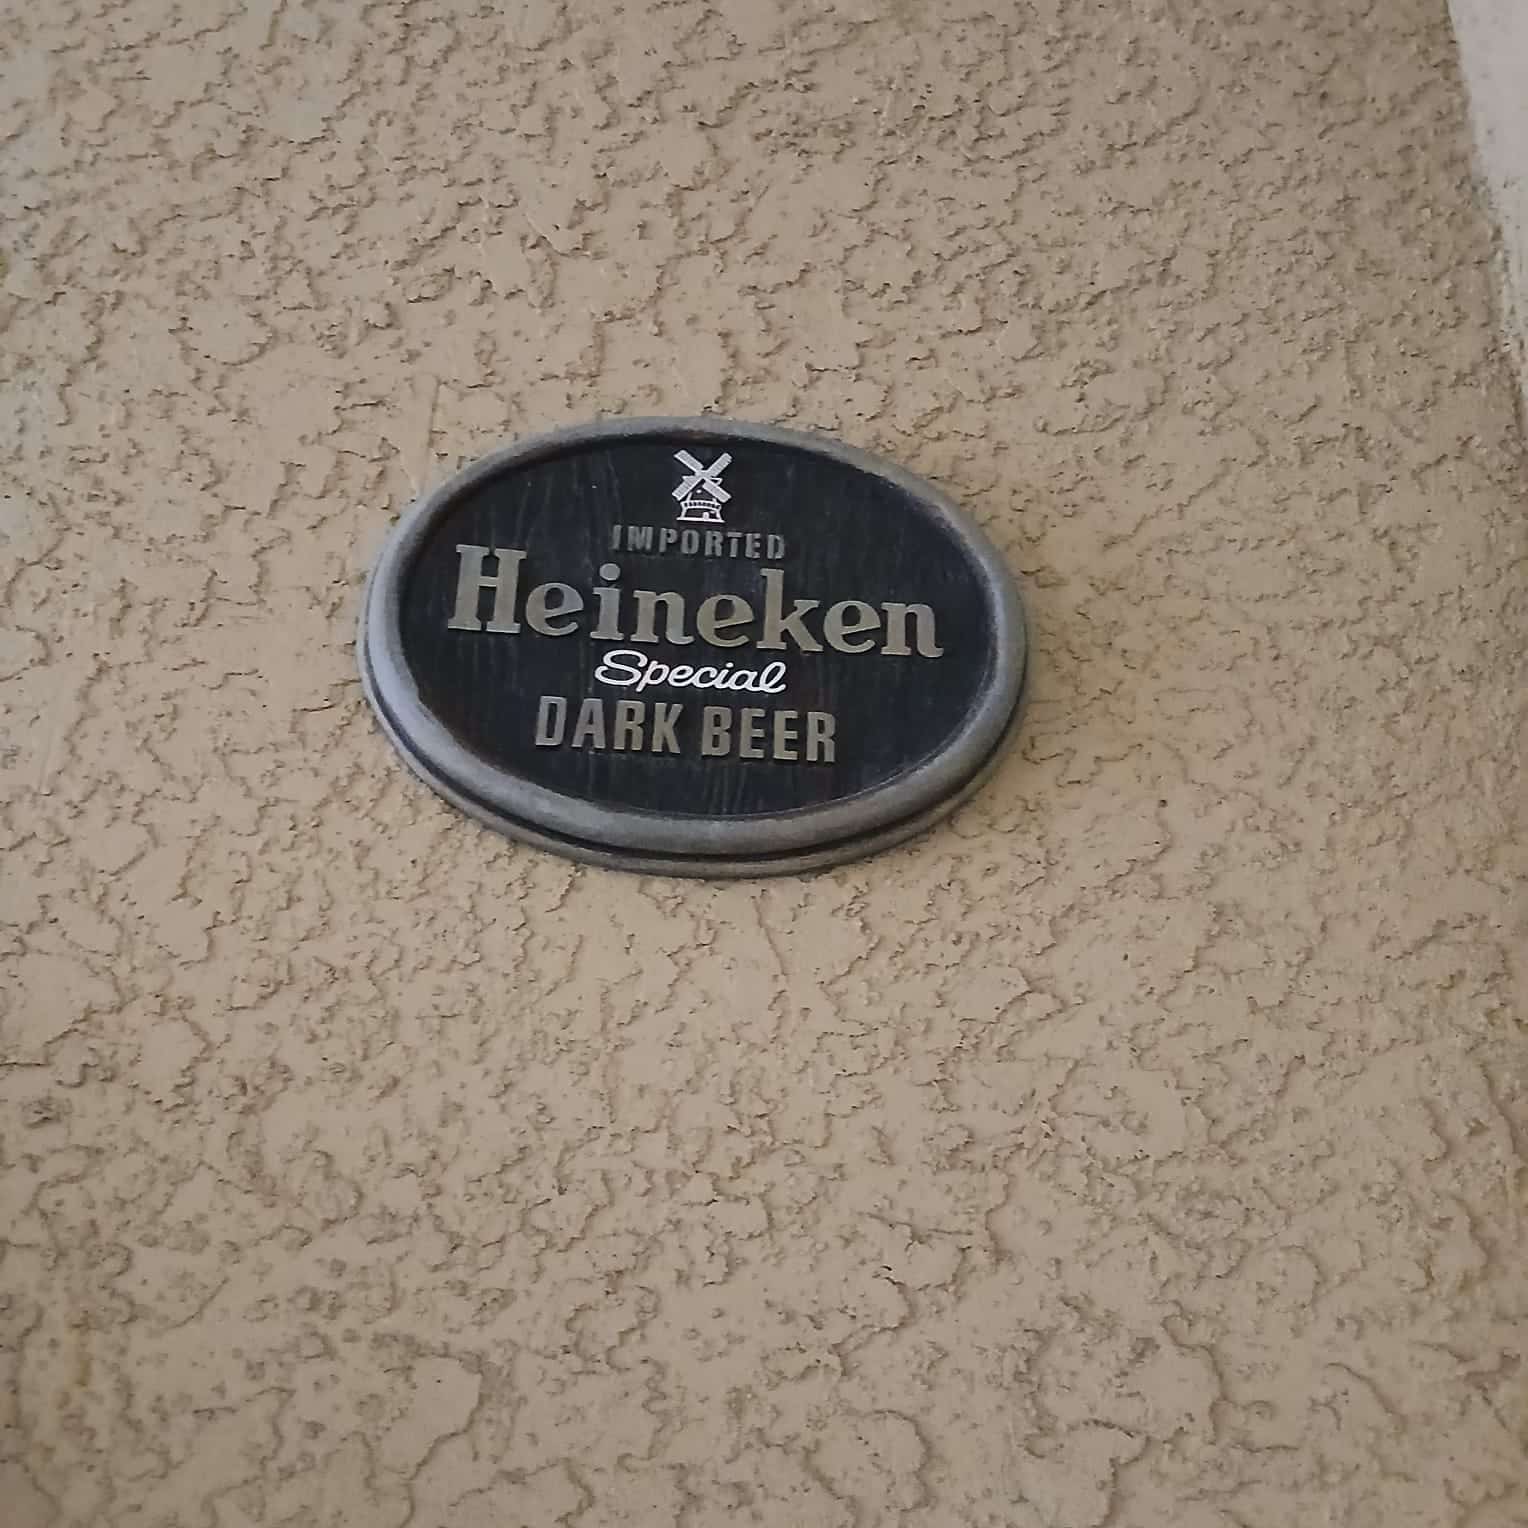 IMPORTED
Heineken
Special
DARK BEER